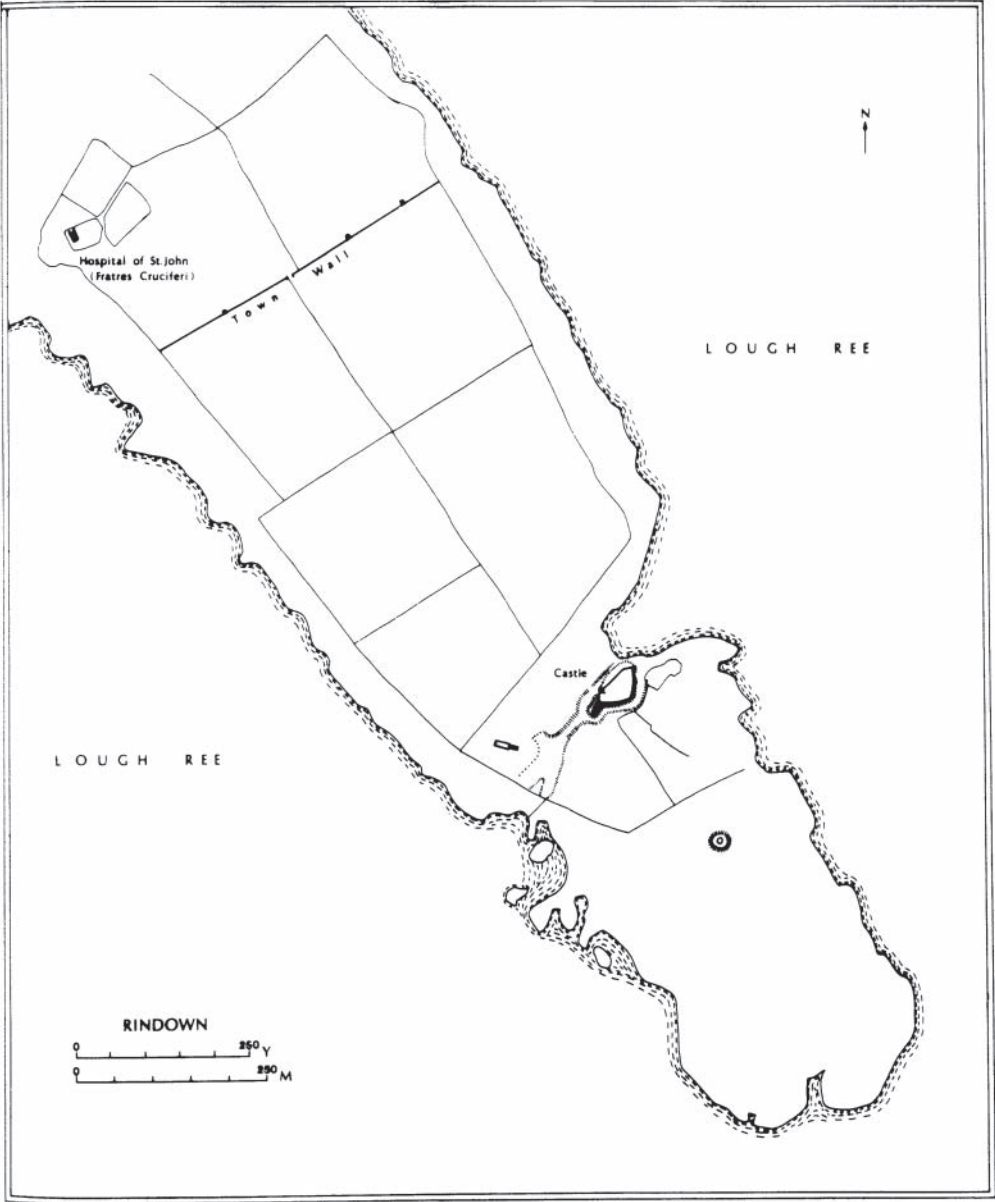 N
Hospital of St. John
(Fratres Cruciferi)
Town Wall
LOUGH REE
Castle
LOUGH REE
RINDOWN
0 250 Y
0 250 M